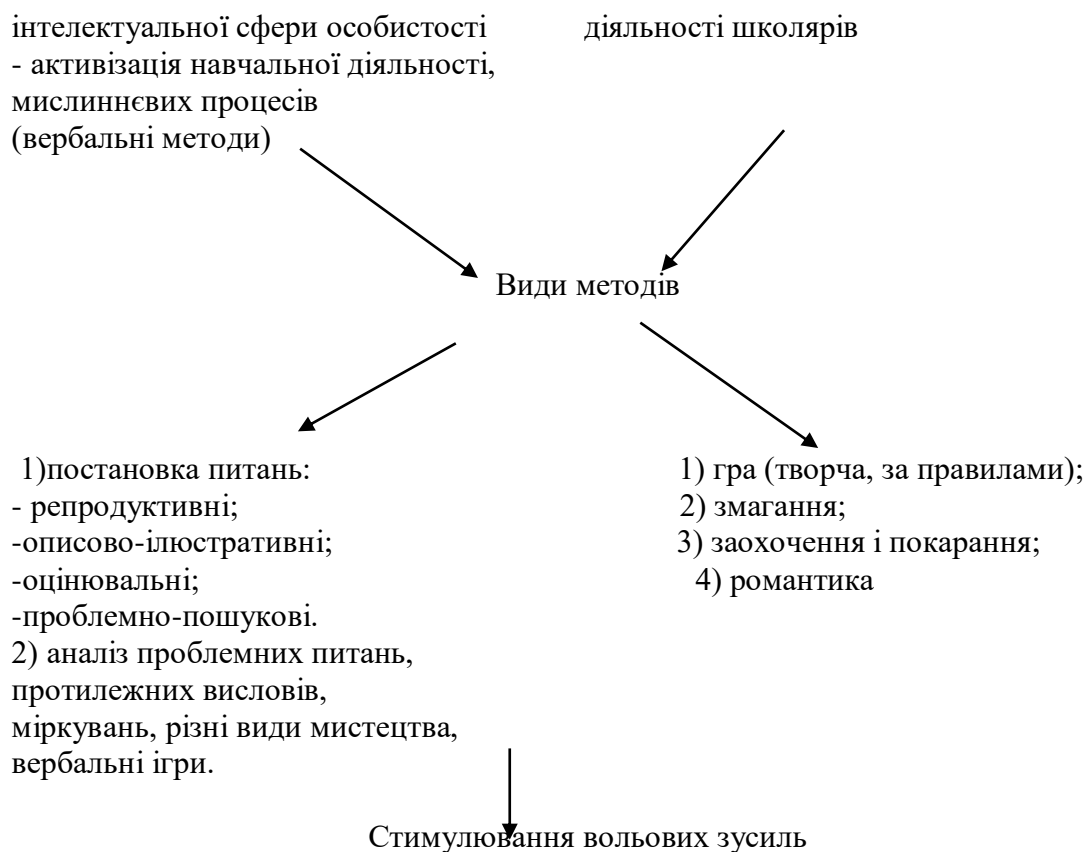 інтелектуальної сфери особистості діяльності школярів
- активізація навчальної діяльності,
мислиннєвих процесів
(вербальні методи)
Види методів
1)постановка питань:
- репродуктивні;
-описово-ілюстративні;
-оцінювальні;
-проблемно-пошукові.
2) аналіз проблемних питань,
протилежних висловів,
міркувань, різні види мистецтва,
вербальні ігри.
1) гра (творча, за правилами);
2) змагання;
3) заохочення і покарання;
4) романтика
Стимулювання вольових зусиль